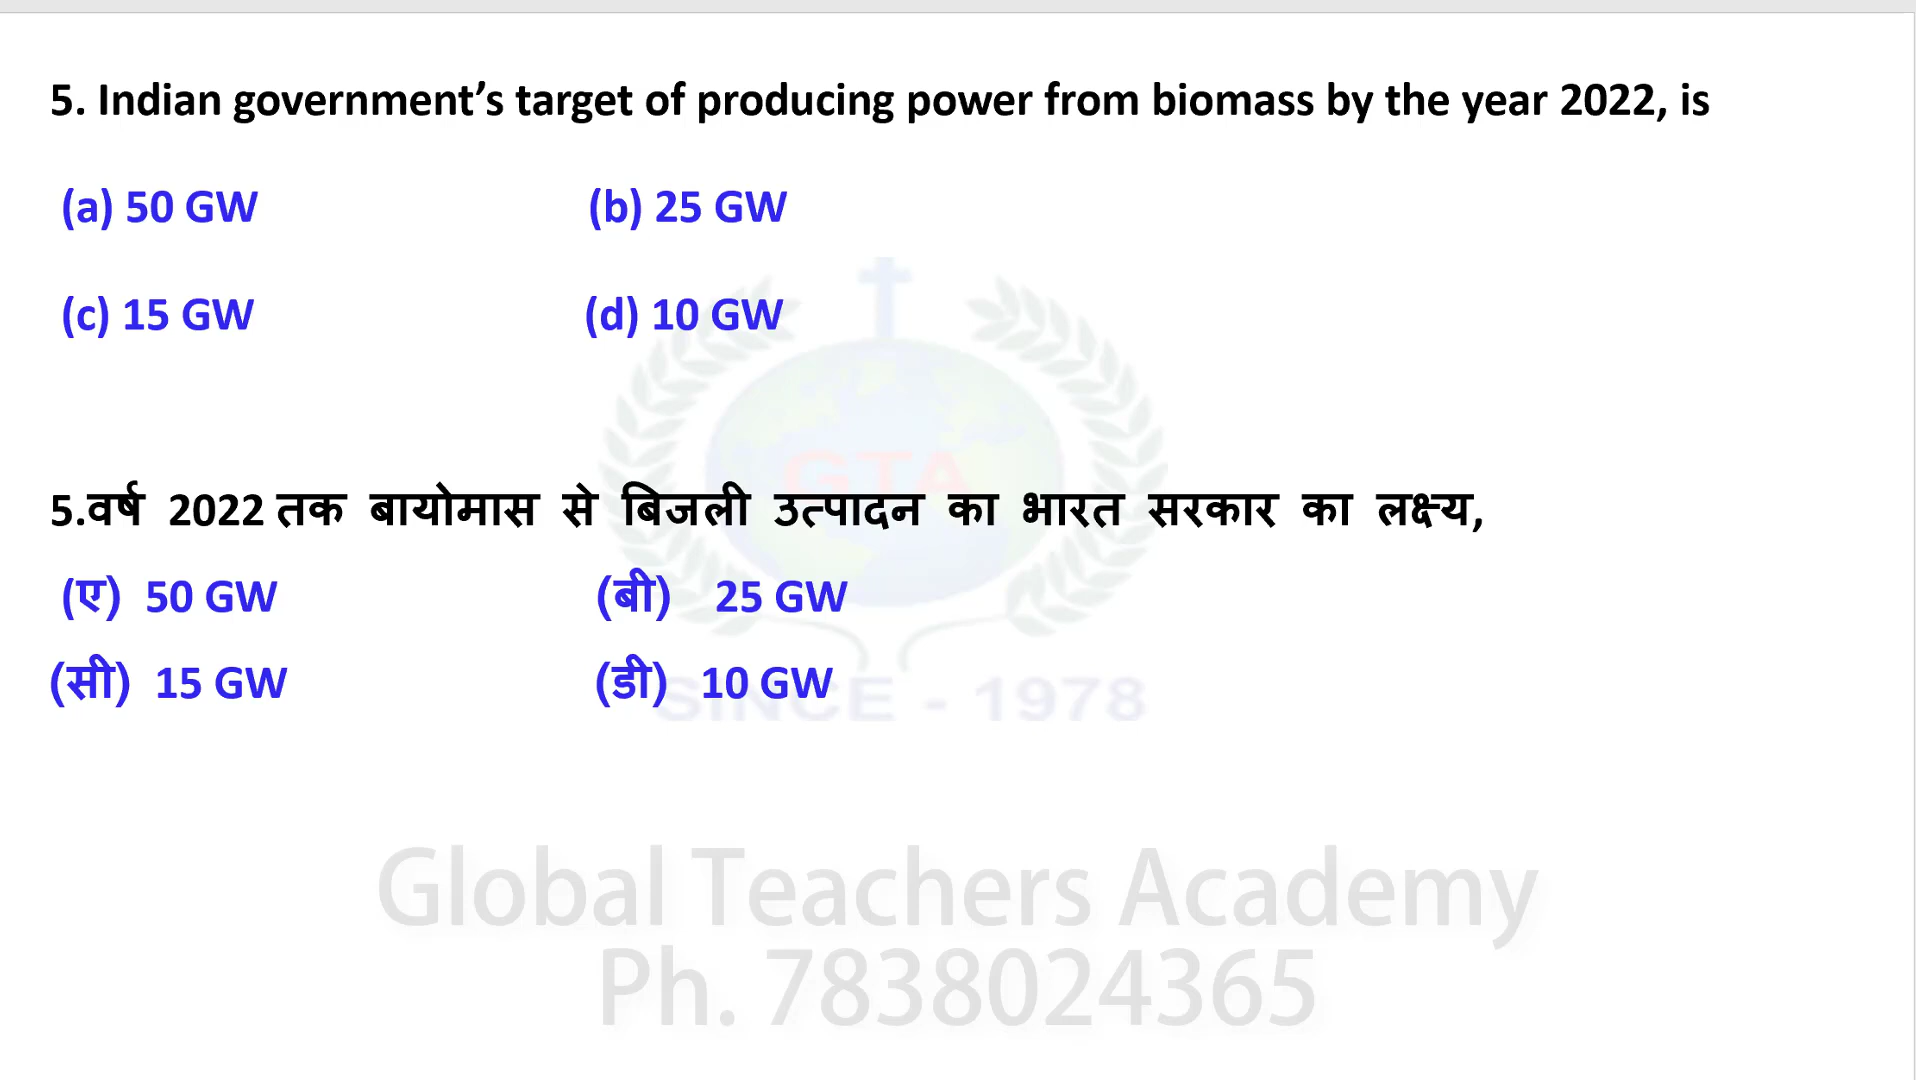 5. Indian government’s target of producing power from biomass by the year 2022, is
(a) 50 GW (b) 25 GW
(c) 15 GW (d) 10 GW
GTA
5.वर्ष 2022 तक बायोमास से बिजली उत्पादन का भारत सरकार का लक्ष्य,
(ए) 50 GW (बी) 25 GW
(सी) 15 GW (डी) 10 GW
SINCE - 1978
Global Teachers Academy
Ph. 7838024365